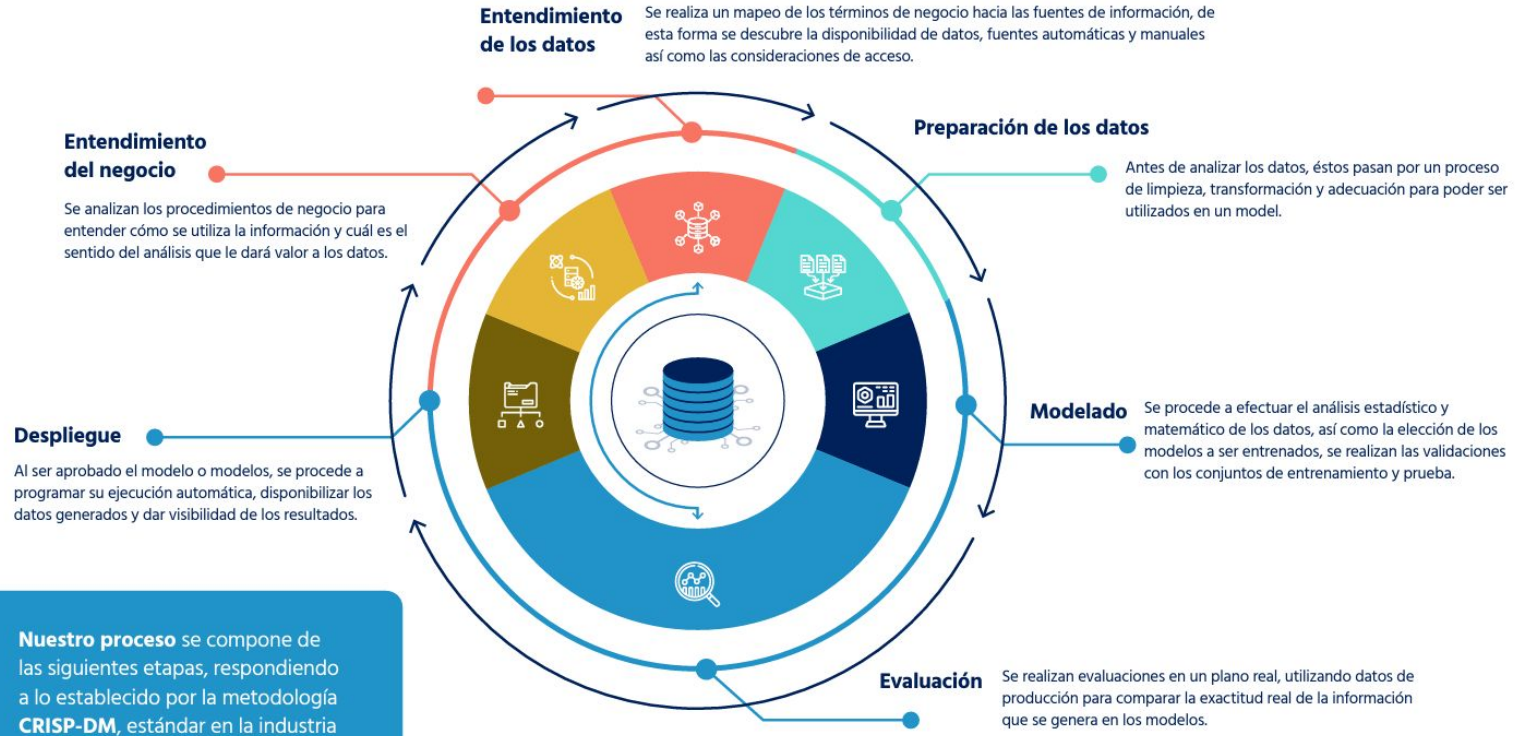 Entendimiento
de los datos
Se realiza un mapeo de los términos de negocio hacia las fuentes de información, de
esta forma se descubre la disponibilidad de datos, fuentes automáticas y manuales
así como las consideraciones de acceso.
Entendimiento
del negocio
Se analizan los procedimientos de negocio para
entender cómo se utiliza la información y cuál es el
sentido del análisis que le dará valor a los datos.
Preparación de los datos
Antes de analizar los datos, éstos pasan por un proceso
de limpieza, transformación y adecuación para poder ser
utilizados en un model.
Modelado
Se procede a efectuar el análisis estadístico y
matemático de los datos, así como la elección de los
modelos a ser entrenados, se realizan las validaciones
con los conjuntos de entrenamiento y prueba.
Despliegue
Al ser aprobado el modelo o modelos, se procede a
programar su ejecución automática, disponibilizar los
datos generados y dar visibilidad de los resultados.
Evaluación
Se realizan evaluaciones en un plano real, utilizando datos de
producción para comparar la exactitud real de la información
que se genera en los modelos.
Nuestro proceso se compone de
las siguientes etapas, respondiendo
a lo establecido por la metodología
CRISP-DM, estándar en la industria